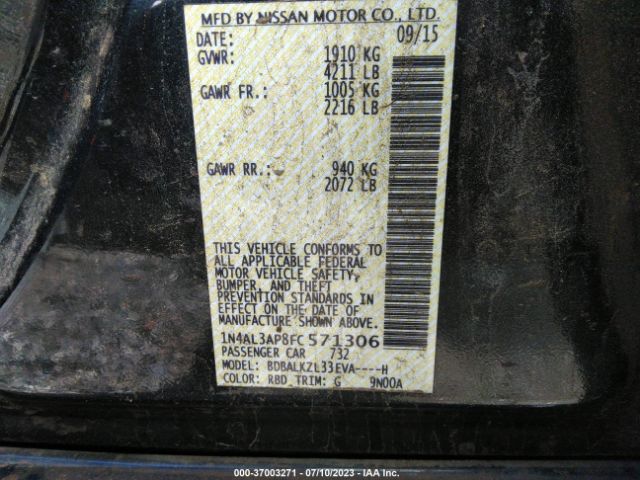 MFD BY NISSAN MOTOR CO., LTD.
DATE: 09/15
GVWR: 1910 KG
4211 LB
GAWR FR.: 1005 KG
2216 LB
GAWR RR.: 940 KG
2072 LB
THIS VEHICLE CONFORMS TO
ALL APPLICABLE FEDERAL
MOTOR VEHICLE SAFETY,
BUMPER, AND THEFT
PREVENTION STANDARDS IN
EFFECT ON THE DATE OF
MANUFACTURE SHOWN ABOVE.
1N4AL3AP8FC571306
PASSENGER CAR 732
MODEL: BDBALKZL33EVA----H
COLOR: RBD TRIM: G 9N00A
000-37003271 - 07/10/2023 - IAAI.COM